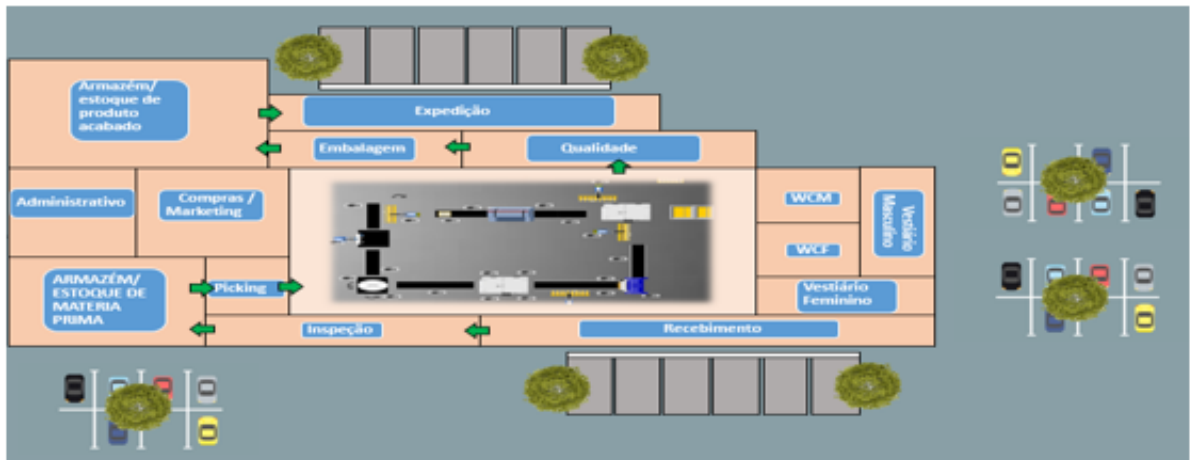 Armazém/
estoque de
produto
acabado
Expedição
Embalagem
Qualidade
Administrativo
Compras /
Marketing
WCM
WCF
Vestiário
Masculino
ARMAZÉM/
ESTOQUE DE
MATERIA
PRIMA
Picking
Vestiário
Feminino
Inspeção
Recebimento